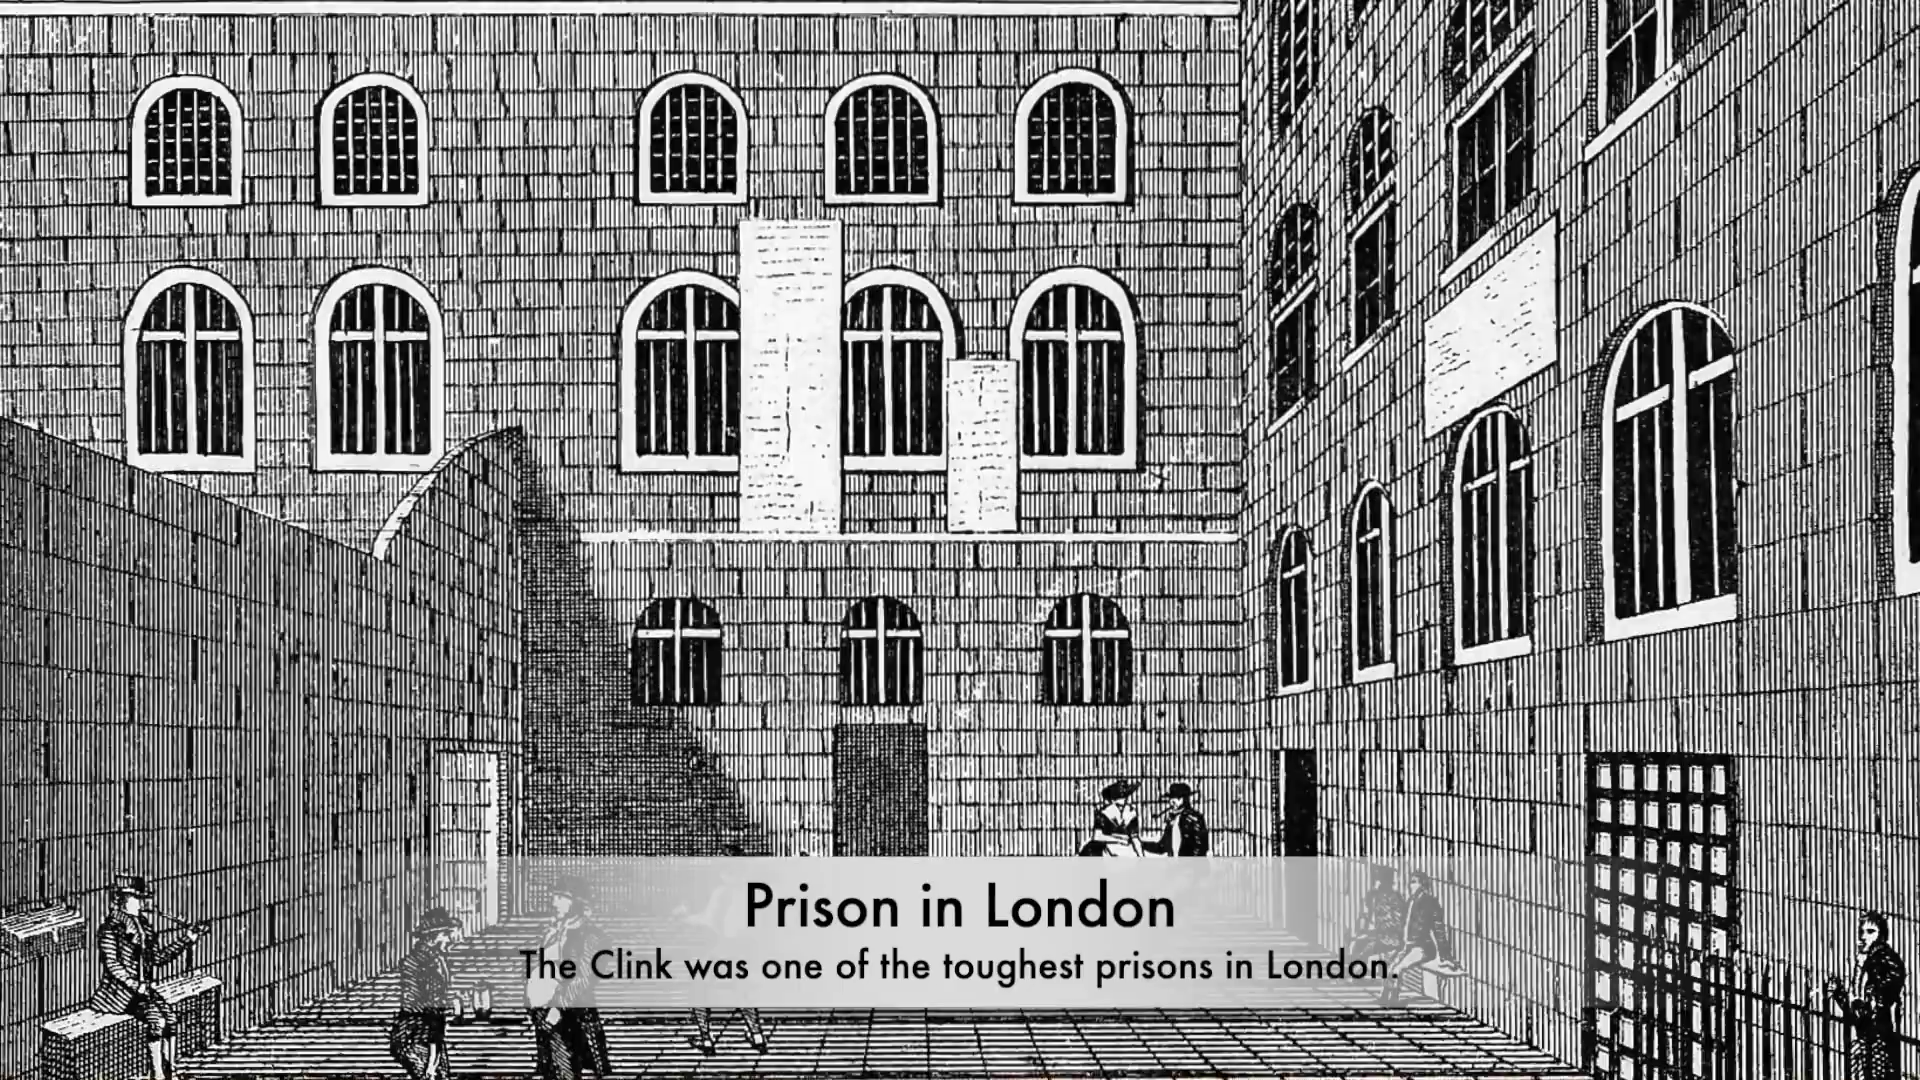 Prison in London
The Clink was one of the toughest prisons in London.